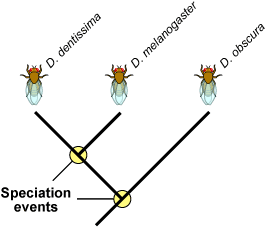 D. dentissima
D. melanogaster
D. obscura
Speciation
events